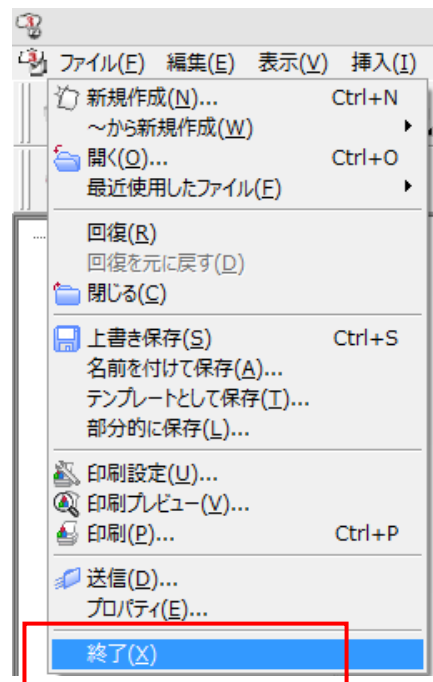 ファイル(F) 編集(E) 表示(V) 挿入(I)
新規作成(N)... Ctrl+N
～から新規作成(W)
開く(O)... Ctrl+O
最近使用したファイル(F)
回復(R)
回復を元に戻す(D)
閉じる(C)
上書き保存(S) Ctrl+S
名前を付けて保存(A)...
テンプレートとして保存(T)...
部分的に保存(L)...
印刷設定(U)...
印刷プレビュー(V)...
印刷(P)... Ctrl+P
送信(D)...
プロパティ(E)...
終了(X)